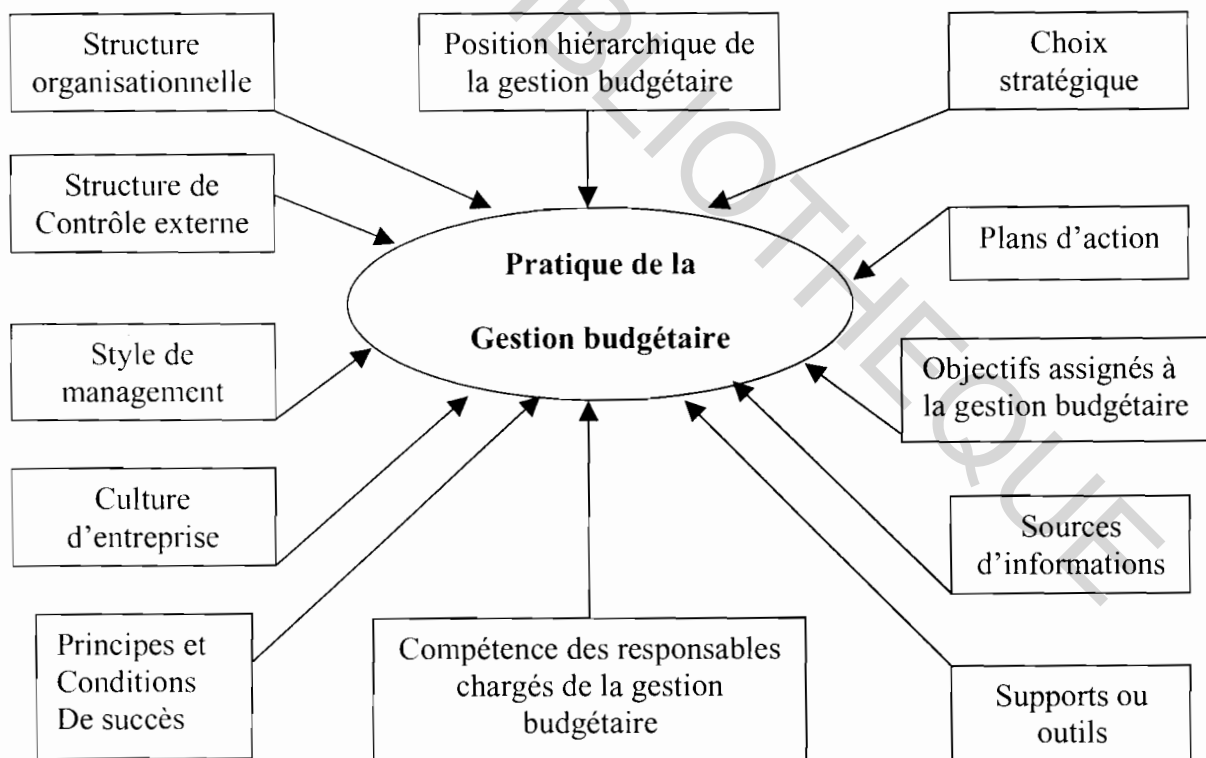 Structure
organisationnelle
Position hiérarchique de
la gestion budgétaire
Choix
stratégique
Structure de
Contrôle externe
Plans d'action
Pratique de la
Gestion budgétaire
Style de
management
Objectifs assignés à
la gestion budgétaire
Culture
d'entreprise
Sources
d'informations
Principes et
Conditions
De succès
Compétence des responsables
chargés de la gestion
budgétaire
Supports ou
outils
BLIOTHEQUE